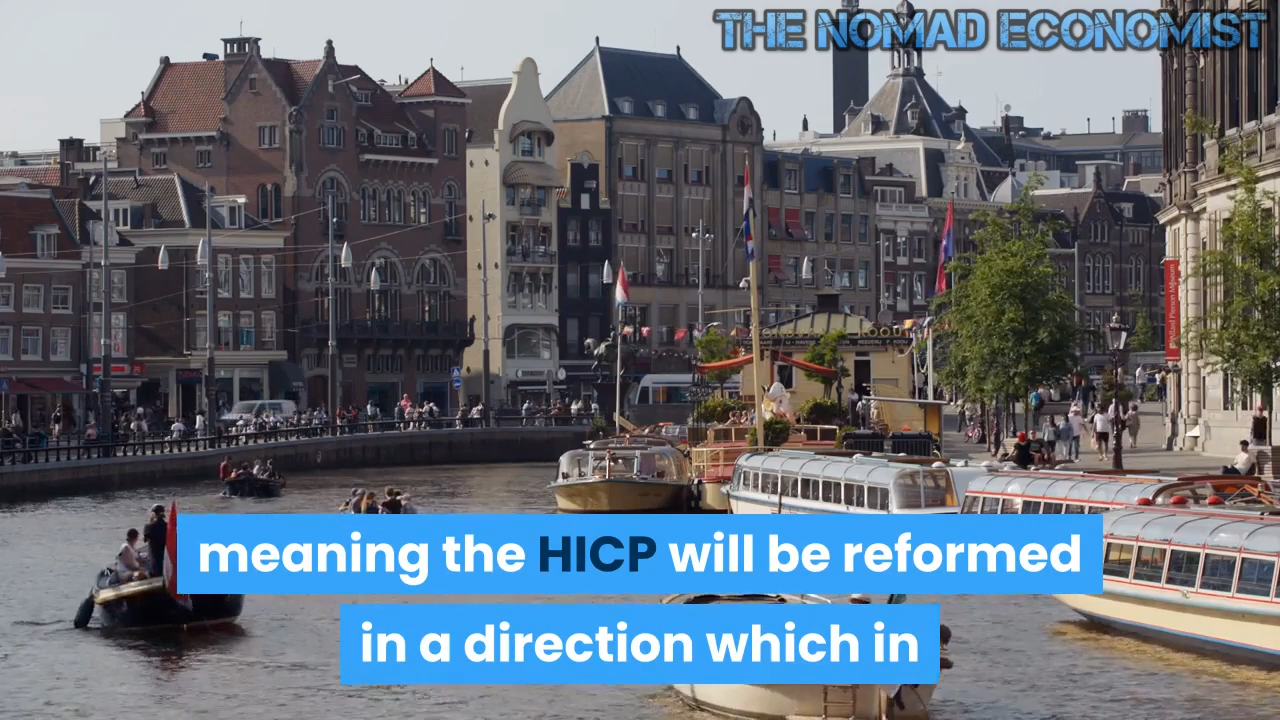 THE NOMAD ECONOMIST
meaning the HICP will be reformed
in a direction which in